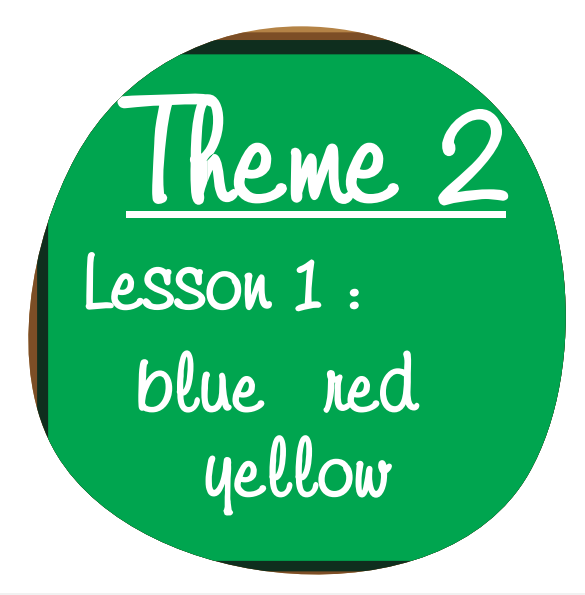 Theme 2
Lesson 1 :
blue red
yellow